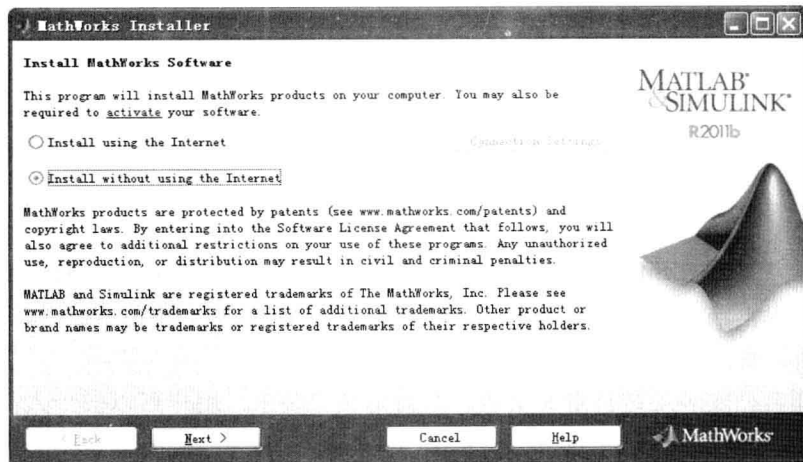 MathWorks Installer
Install MathWorks Software
MATLAB®
&SIMULINK®
R2011b
This program will install MathWorks products on your computer. You may also be
required to activate your software.
Install using the Internet
Connection Settings
Install without using the Internet
MathWorks products are protected by patents (see www.mathworks.com/patents) and
copyright laws. By entering into the Software License Agreement that follows, you will
also agree to additional restrictions on your use of these programs. Any unauthorized
use, reproduction, or distribution may result in civil and criminal penalties.
MATLAB and Simulink are registered trademarks of The MathWorks, Inc. Please see
www.mathworks.com/trademarks for a list of additional trademarks. Other product or
brand names may be trademarks or registered trademarks of their respective holders.
< Back
Next >
Cancel
Help
MathWorks®